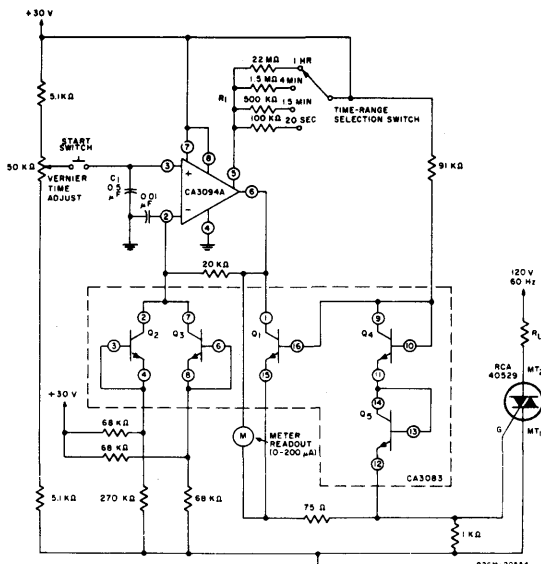 +30 V
22 MΩ
1 HR
1.5 MΩ
4 MIN
5.1 KΩ
R1
500 KΩ
1.5 MIN
TIME-RANGE
SELECTION SWITCH
100 KΩ
20 SEC
START
SWITCH
7
8
5
50 KΩ
3
+
CA3094A
6
91 KΩ
VERNIER
TIME
ADJUST
C1
0.5
μF
0.01
μF
2
−
4
20 KΩ
120 V
60 Hz
2
7
1
9
RL
3
Q2
Q3
6
Q1
16
Q4
10
4
8
15
11
RCA
40529
MT2
+30 V
14
Q5
13
G
MT1
68 KΩ
M
METER
READOUT
(0-200 μA)
68 KΩ
12
CA3083
5.1 KΩ
270 KΩ
68 KΩ
75 Ω
1 KΩ